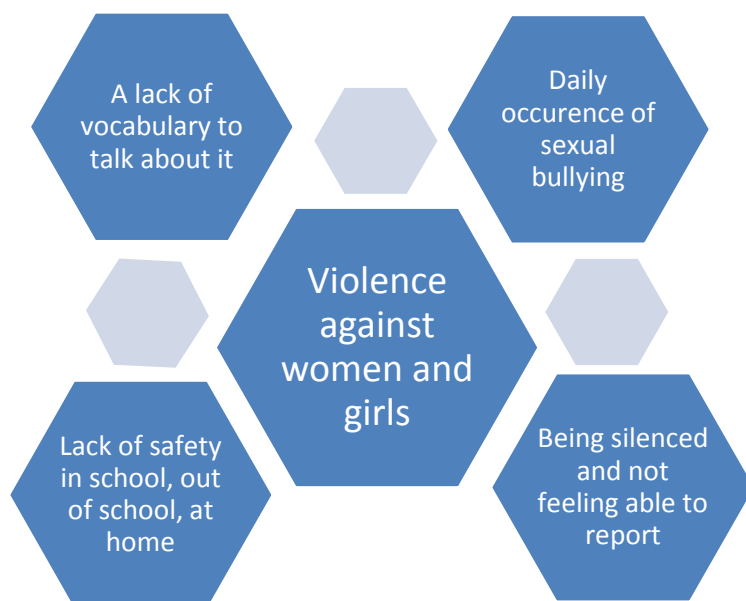 A lack of
vocabulary to
talk about it
Daily
occurence of
sexual
bullying
Violence
against
women and
girls
Lack of safety
in school, out
of school, at
home
Being silenced
and not
feeling able to
report